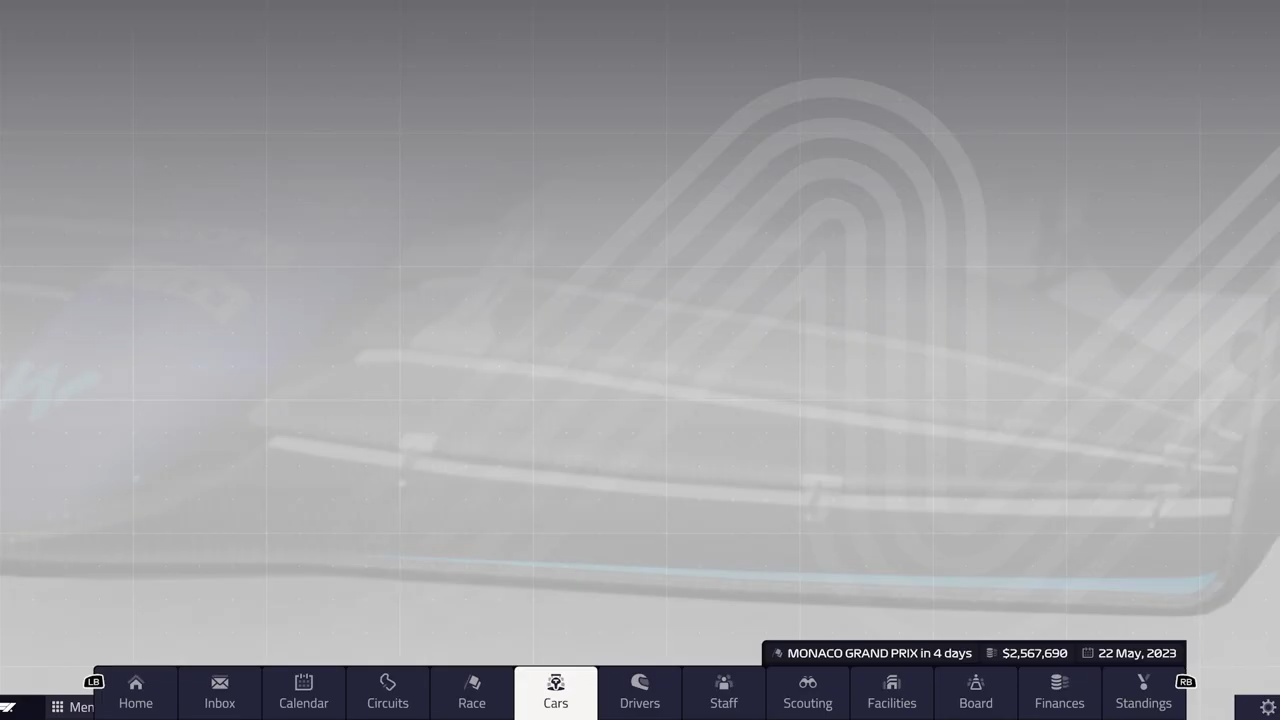 MONACO GRAND PRIX in 4 days $2,567,690 22 May, 2023
LB RB
Men Home Inbox Calendar Circuits Race Cars Drivers Staff Scouting Facilities Board Finances Standings